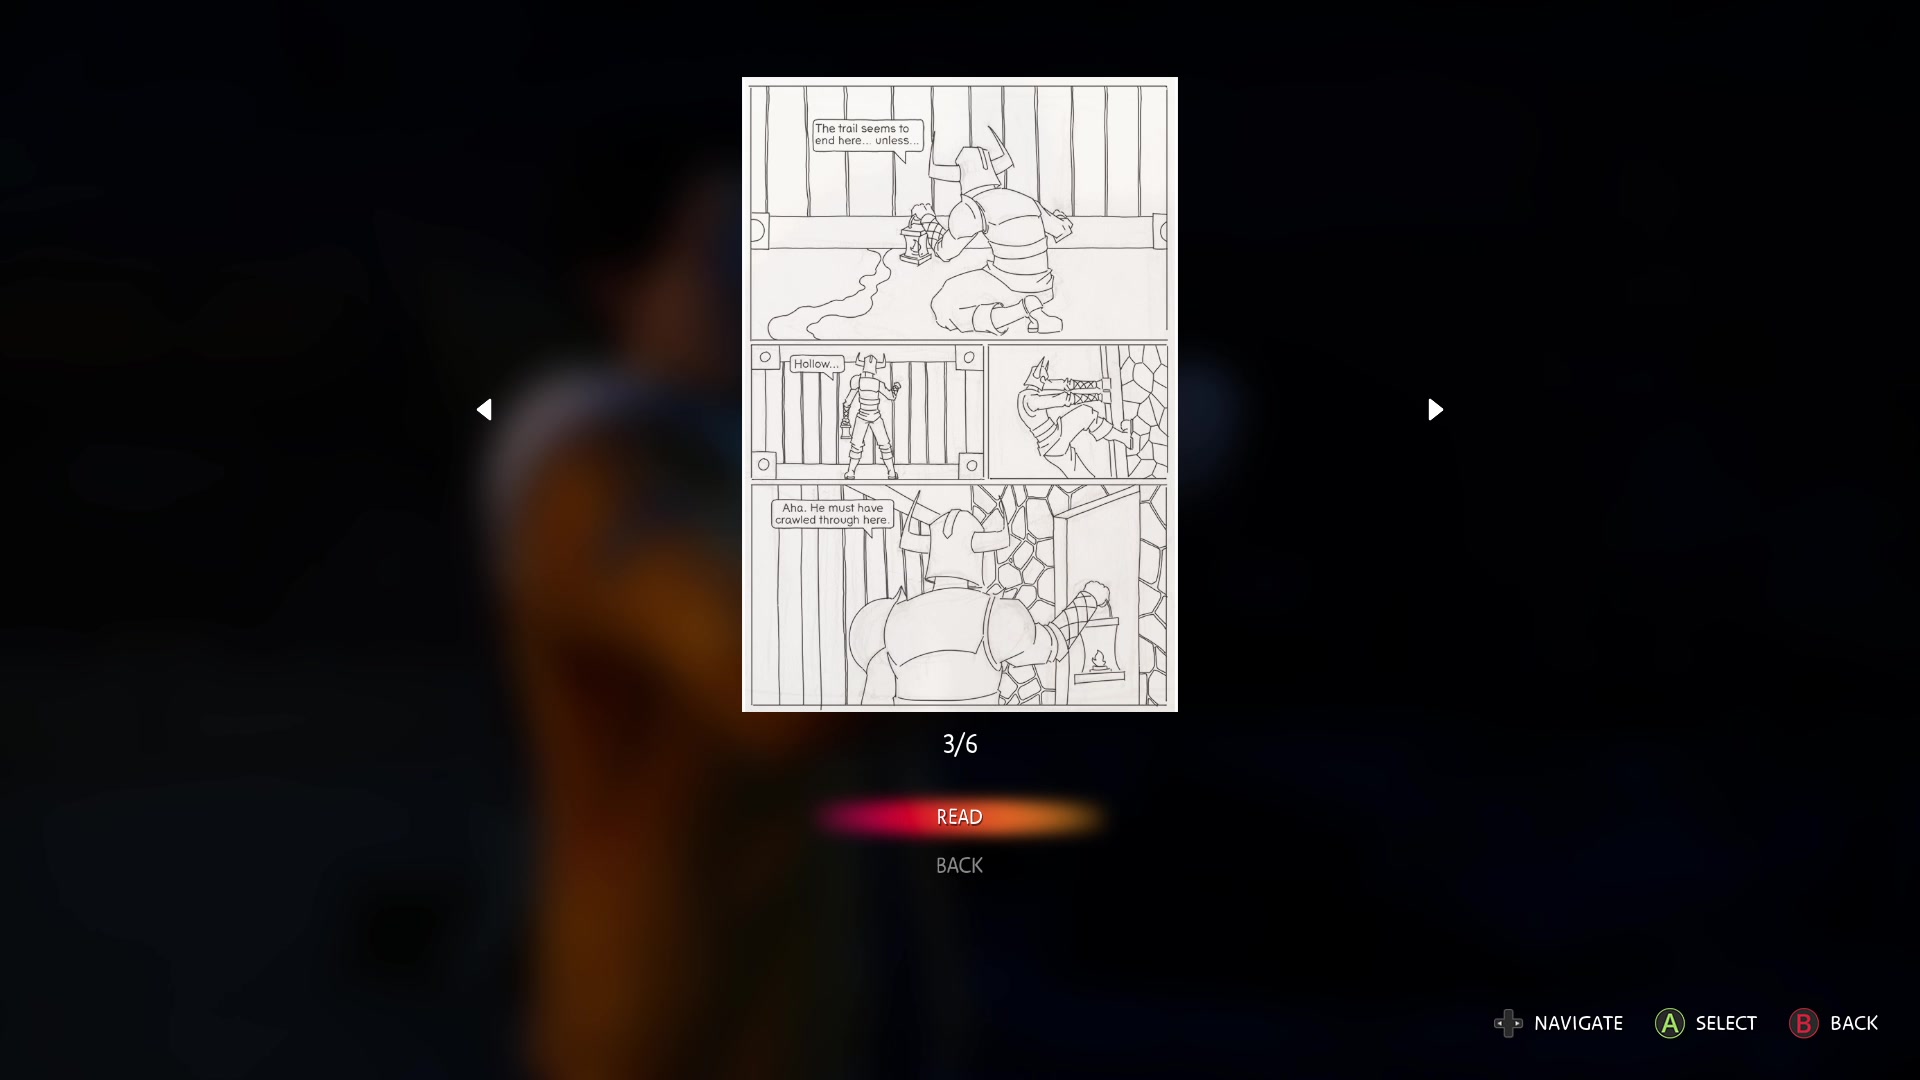 The trail seems to
end here... unless...
Hollow...
Aha. He must have
crawled through here.
3/6
READ
BACK
NAVIGATE
A SELECT
B BACK